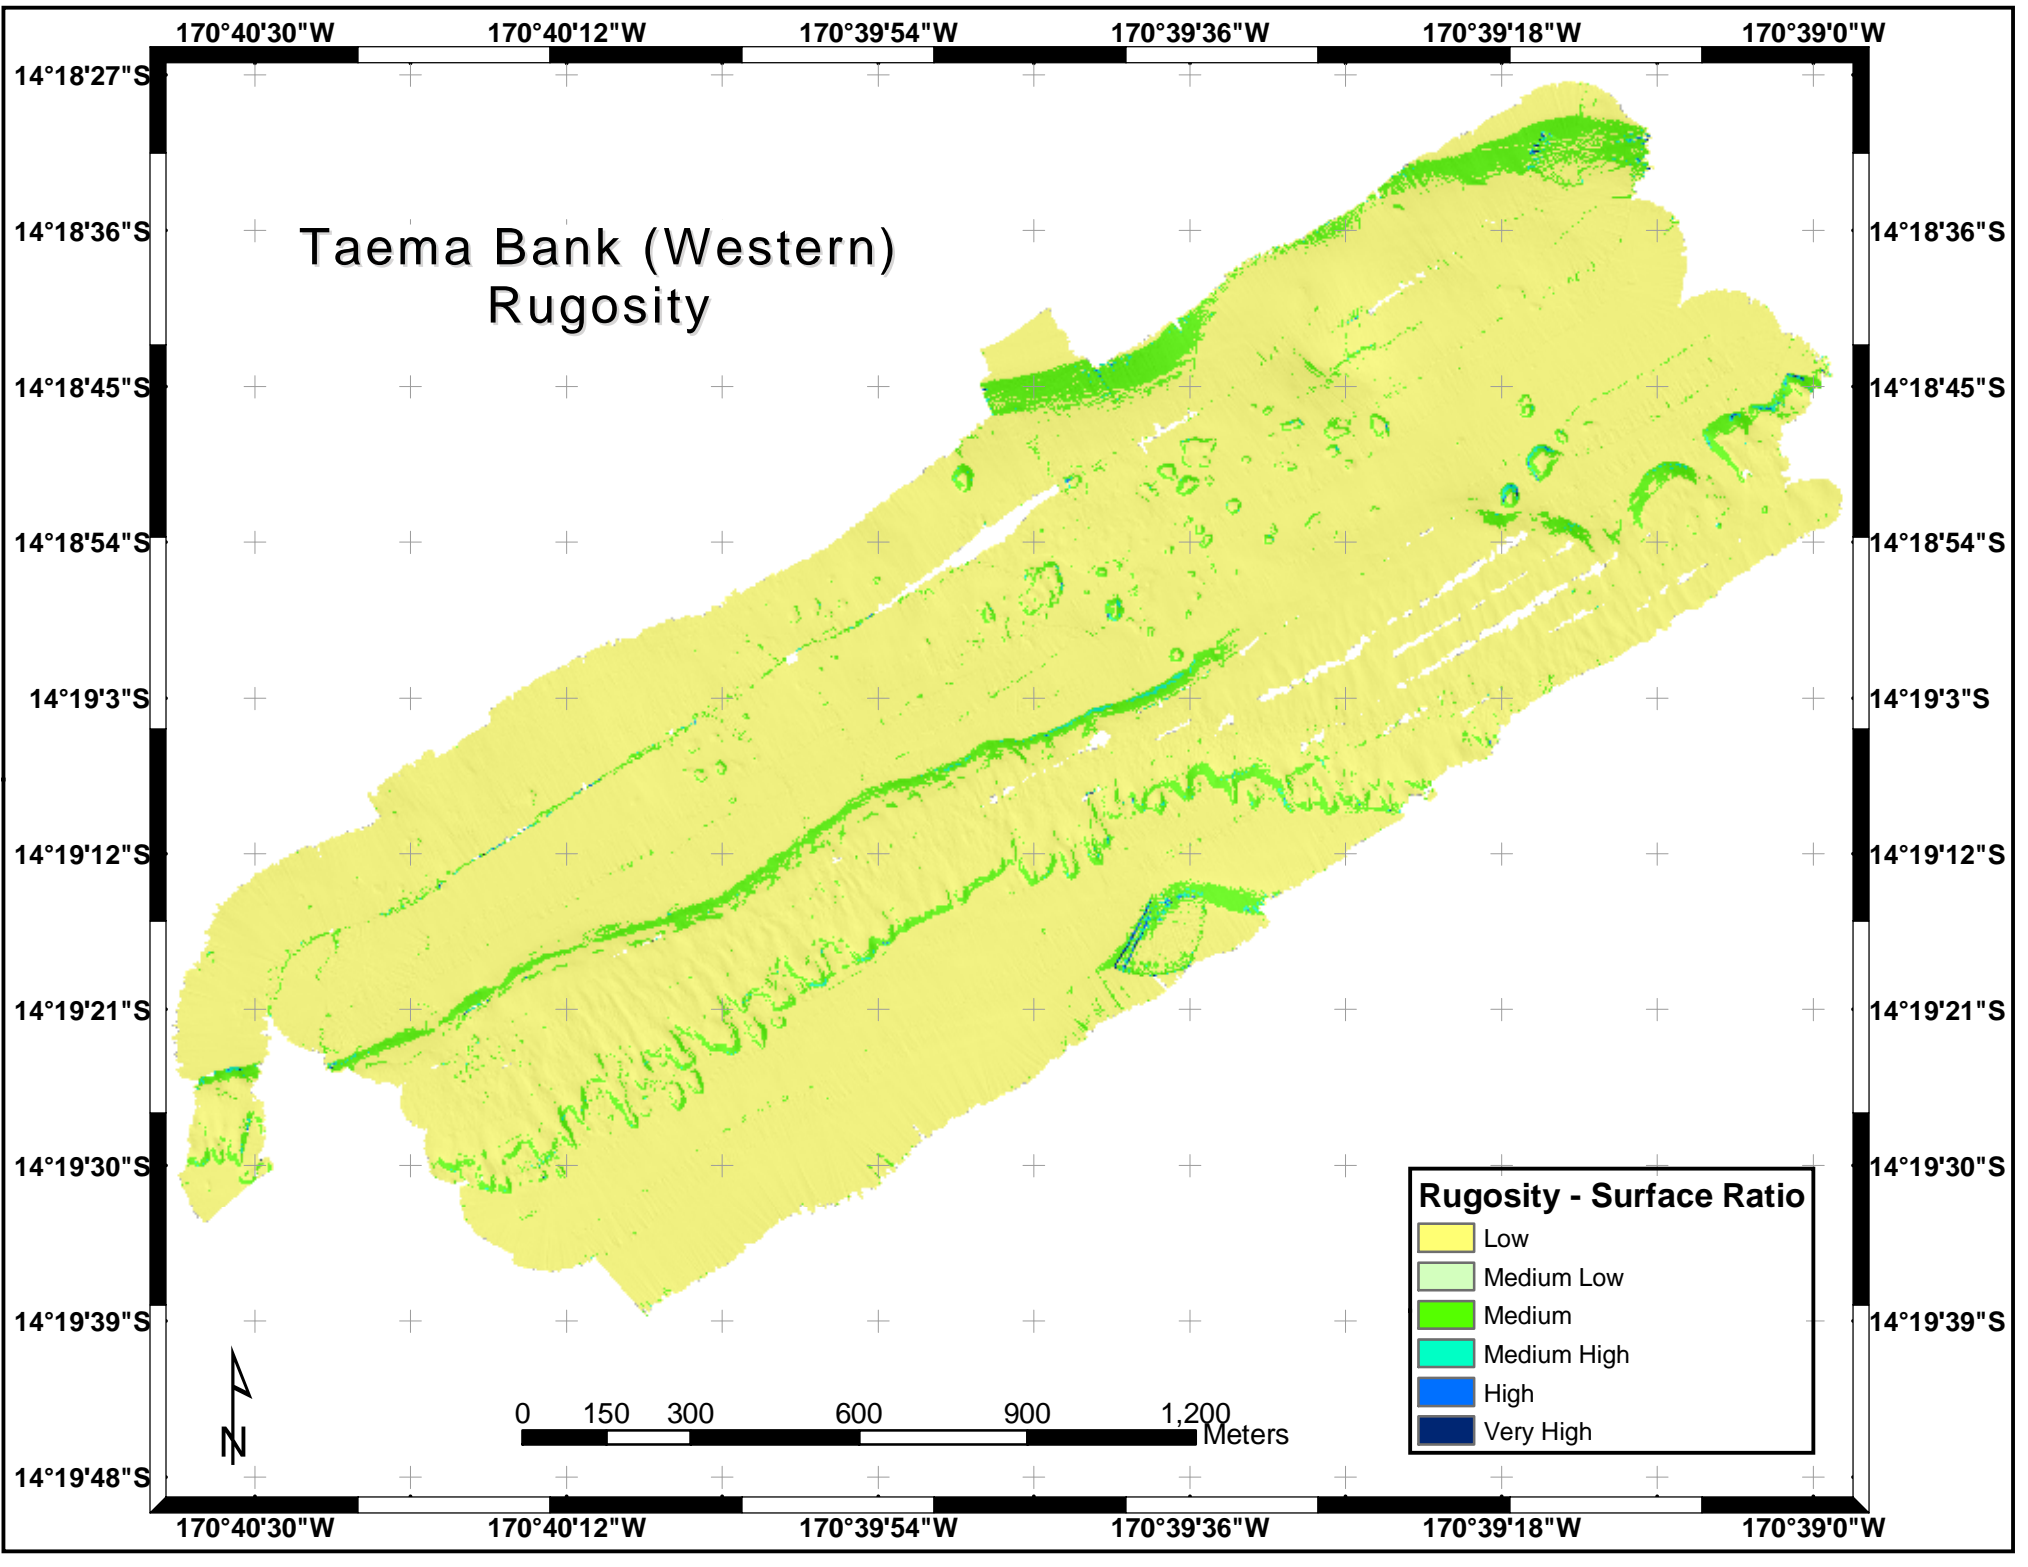 170°40'30"W 170°40'12"W 170°39'54"W 170°39'36"W 170°39'18"W 170°39'0"W
14°18'27"S
14°18'36"S 14°18'36"S
Taema Bank (Western)
Rugosity
14°18'45"S 14°18'45"S
14°18'54"S 14°18'54"S
14°19'3"S 14°19'3"S
14°19'12"S 14°19'12"S
14°19'21"S 14°19'21"S
14°19'30"S 14°19'30"S
Rugosity - Surface Ratio
Low
Medium Low
Medium
14°19'39"S 14°19'39"S
Medium High
High
Very High
N
0 150 300 600 900 1,200
Meters
14°19'48"S 14°19'48"S
170°40'30"W 170°40'12"W 170°39'54"W 170°39'36"W 170°39'18"W 170°39'0"W